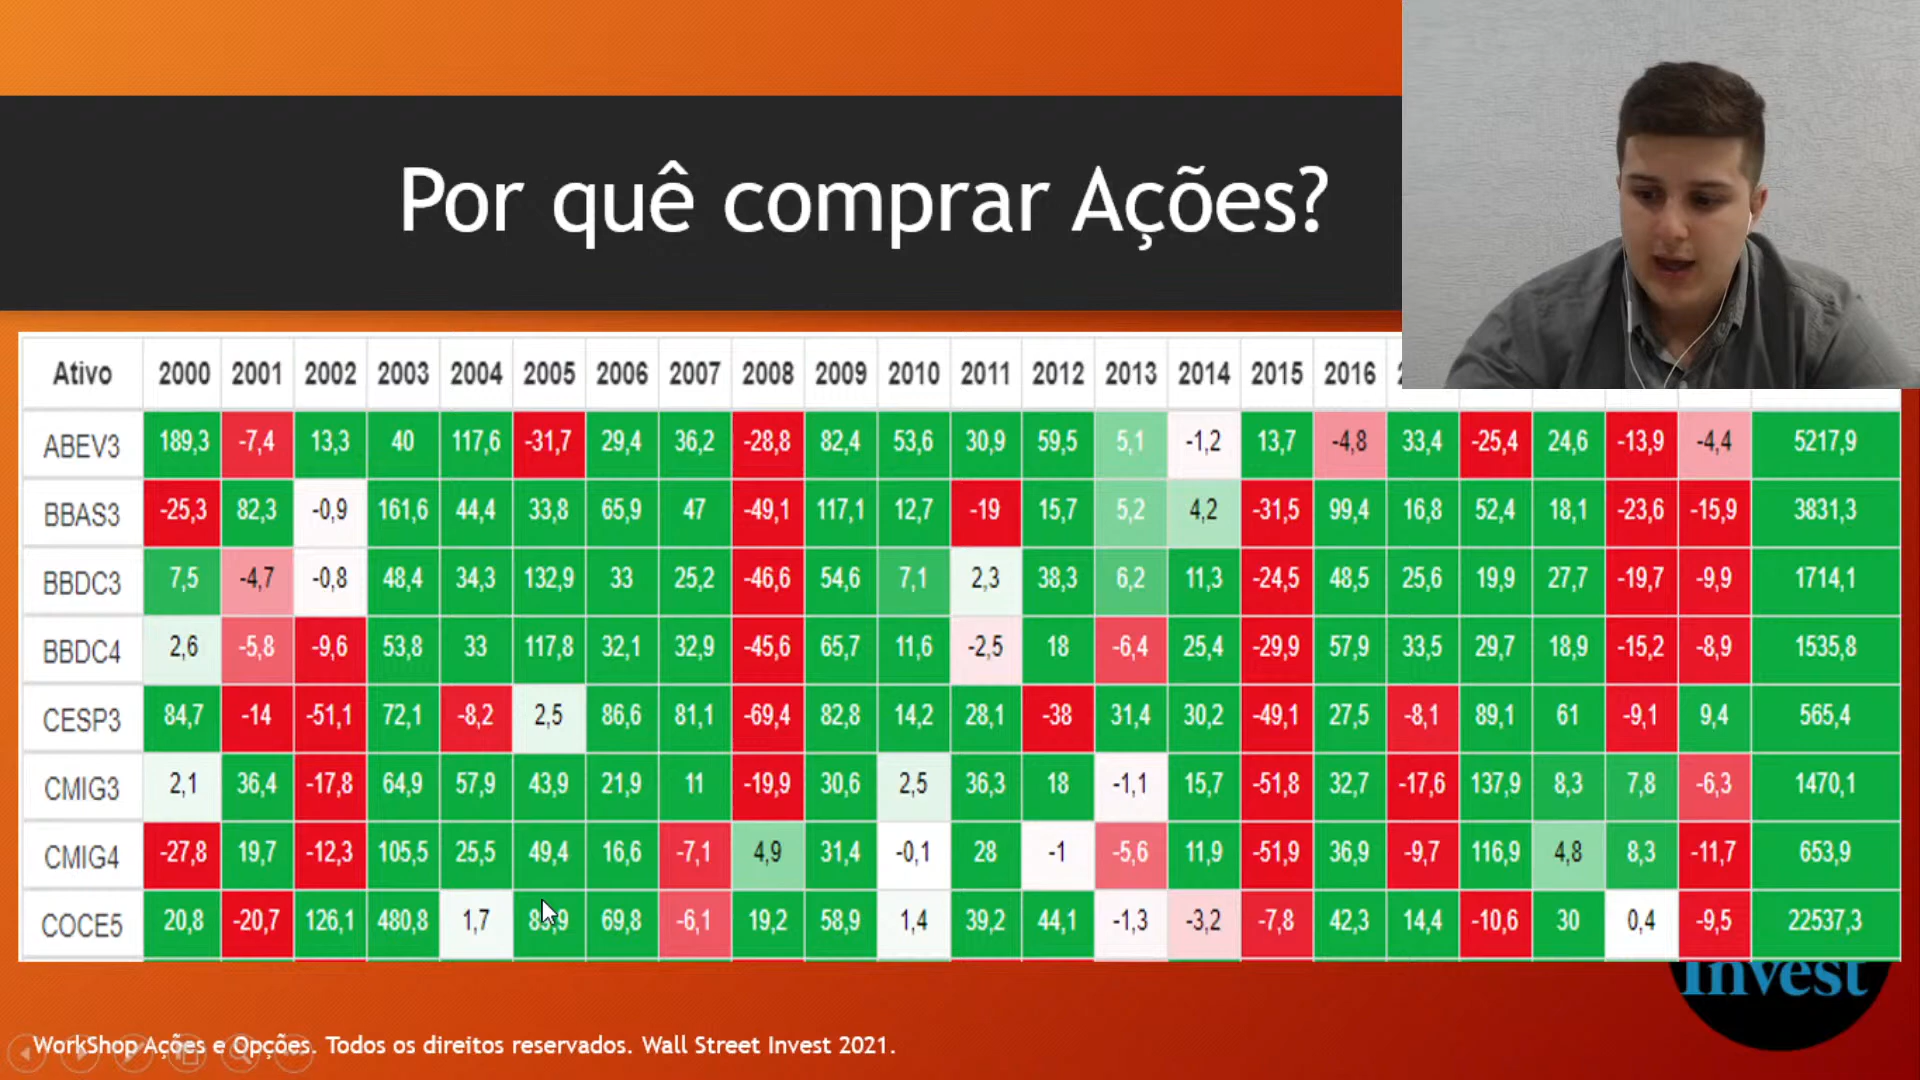 Por quê comprar Ações?
Ativo 2000 2001 2002 2003 2004 2005 2006 2007 2008 2009 2010 2011 2012 2013 2014 2015 2016
ABEV3 189,3 -7,4 13,3 40 117,6 -31,7 29,4 36,2 -28,8 82,4 53,6 30,9 59,5 5,1 -1,2 13,7 -4,8 33,4 -25,4 24,6 -13,9 -4,4 5217,9
BBAS3 -25,3 82,3 -0,9 161,6 44,4 33,8 65,9 47 -49,1 117,1 12,7 -19 15,7 5,2 4,2 -31,5 99,4 16,8 52,4 18,1 -23,6 -15,9 3831,3
BBDC3 7,5 -4,7 -0,8 48,4 34,3 132,9 33 25,2 -46,6 54,6 7,1 2,3 38,3 6,2 11,3 -24,5 48,5 25,6 19,9 27,7 -19,7 -9,9 1714,1
BBDC4 2,6 -5,8 -9,6 53,8 33 117,8 32,1 32,9 -45,6 65,7 11,6 -2,5 18 -6,4 25,4 -29,9 57,9 33,5 29,7 18,9 -15,2 -8,9 1535,8
CESP3 84,7 -14 -51,1 72,1 -8,2 2,5 86,6 81,1 -69,4 82,8 14,2 28,1 -38 31,4 30,2 -49,1 27,5 -8,1 89,1 61 -9,1 9,4 565,4
CMIG3 2,1 36,4 -17,8 64,9 57,9 43,9 21,9 11 -19,9 30,6 2,5 36,3 18 -1,1 15,7 -51,8 32,7 -17,6 137,9 8,3 7,8 -6,3 1470,1
CMIG4 -27,8 19,7 -12,3 105,5 25,5 49,4 16,6 -7,1 4,9 31,4 -0,1 28 -1 -5,6 11,9 -51,9 36,9 -9,7 116,9 4,8 8,3 -11,7 653,9
COCE5 20,8 -20,7 126,1 480,8 1,7 69,8 -6,1 19,2 58,9 1,4 39,2 44,1 -1,3 -3,2 -7,8 42,3 14,4 -10,6 30 0,4 -9,5 22537,3
Invest
WorkShop Ações e Opções. Todos os direitos reservados. Wall Street Invest 2021.